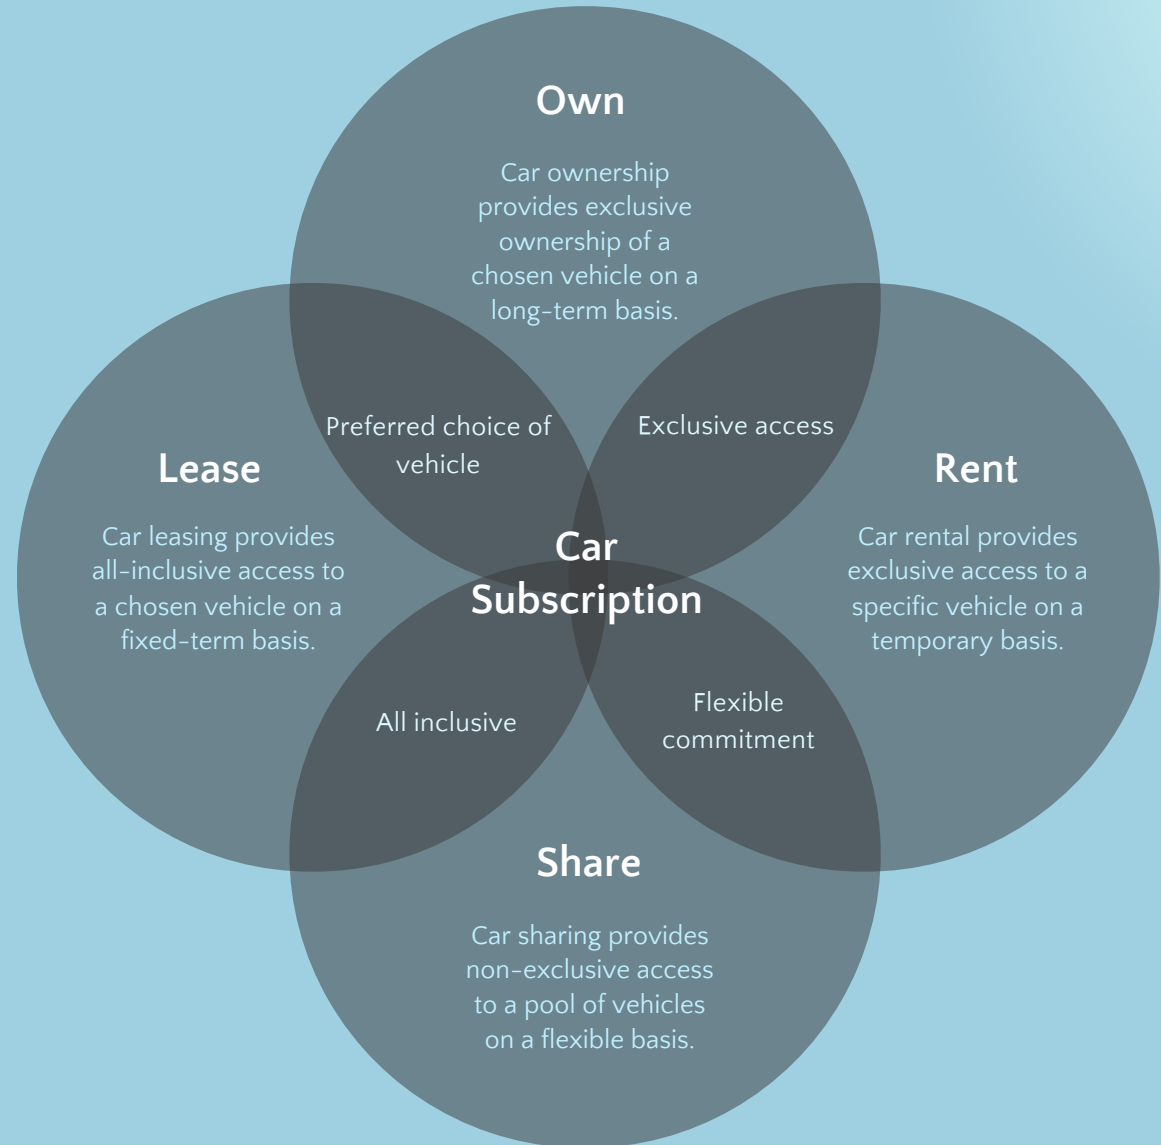 Own
Car ownership
provides exclusive
ownership of a
chosen vehicle on a
long-term basis.
Preferred choice of
vehicle
Exclusive access
Lease
Car leasing provides
all-inclusive access to
a chosen vehicle on a
fixed-term basis.
Car
Subscription
Rent
Car rental provides
exclusive access to a
specific vehicle on a
temporary basis.
All inclusive
Flexible
commitment
Share
Car sharing provides
non-exclusive access
to a pool of vehicles
on a flexible basis.